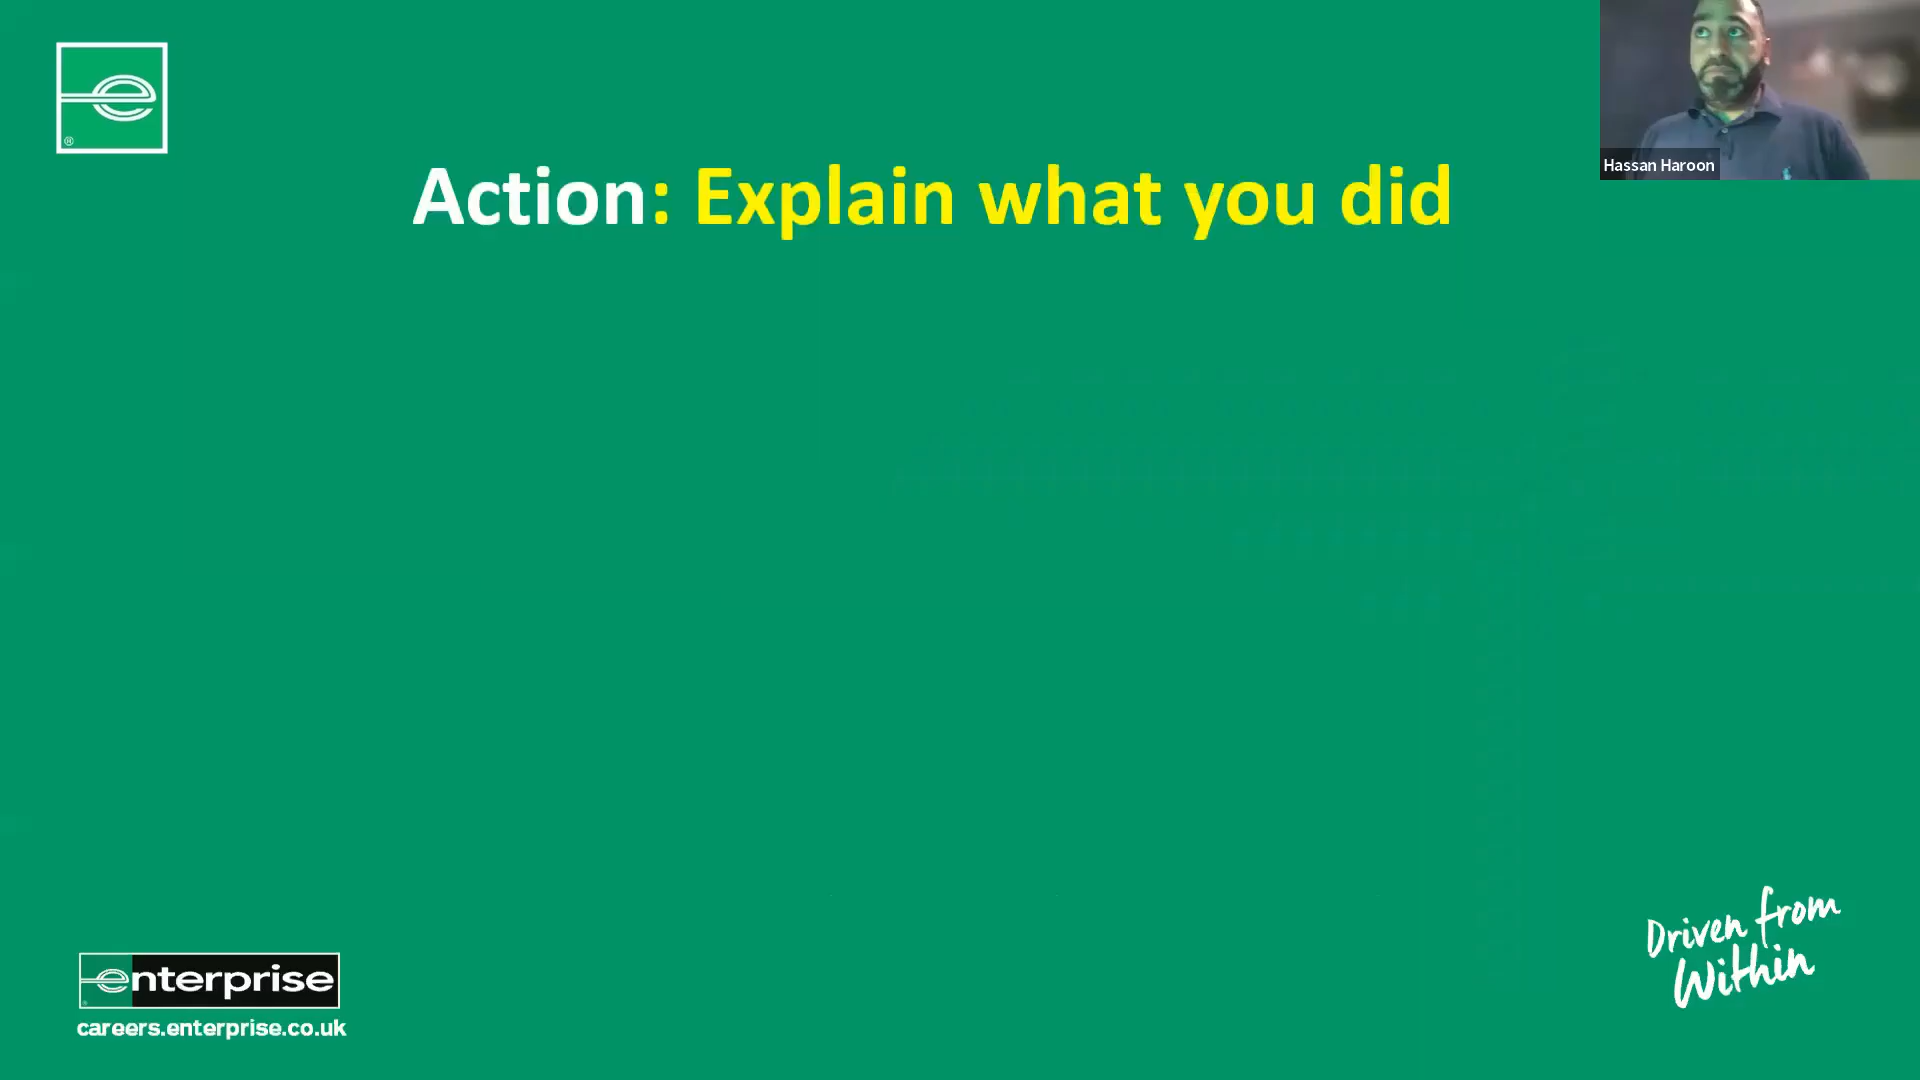 Hassan Haroon
Action: Explain what you did
Driven from
Within
enterprise
careers.enterprise.co.uk